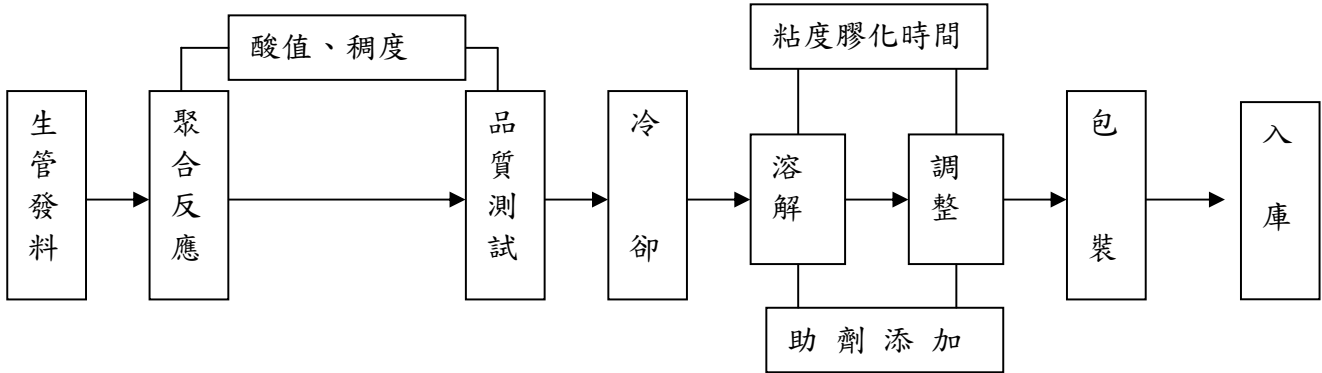 酸值、稠度
粘度膠化時間
生管發料
聚合反應
品質測試
冷卻
溶解
調整
包裝
入庫
助劑添加